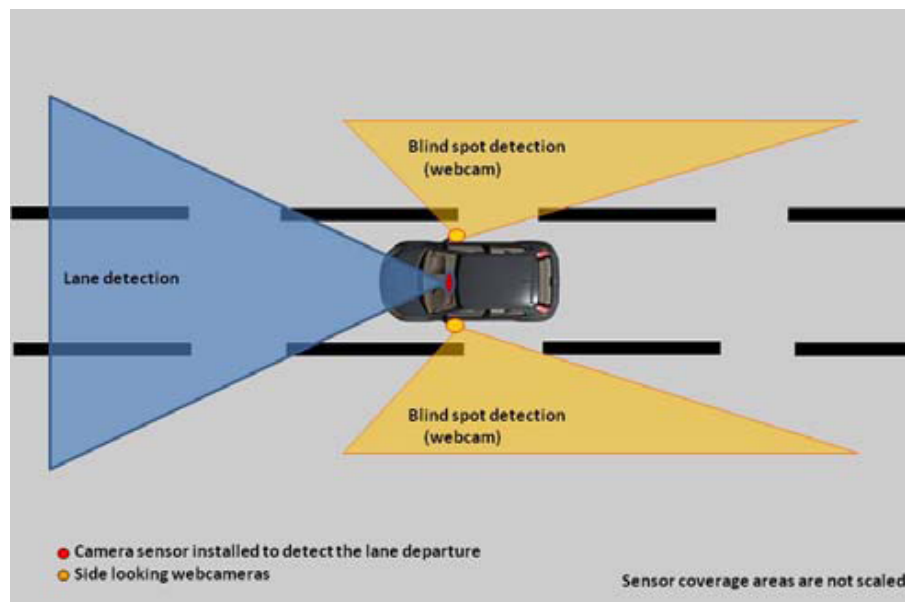 Blind spot detection
(webcam)
Lane detection
Blind spot detection
(webcam)
Camera sensor installed to detect the lane departure
Side looking webcameras
Sensor coverage areas are not scaled